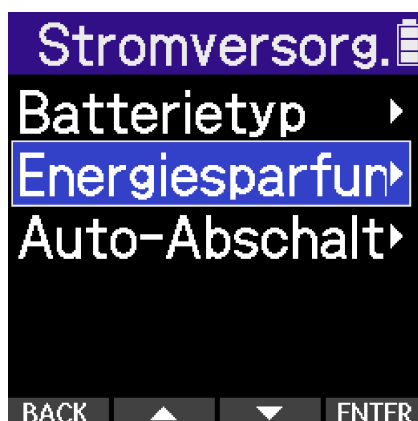 Stromversorg.
Batterietyp
Energiesparfun
Auto-Abschalt
BACK ENTER